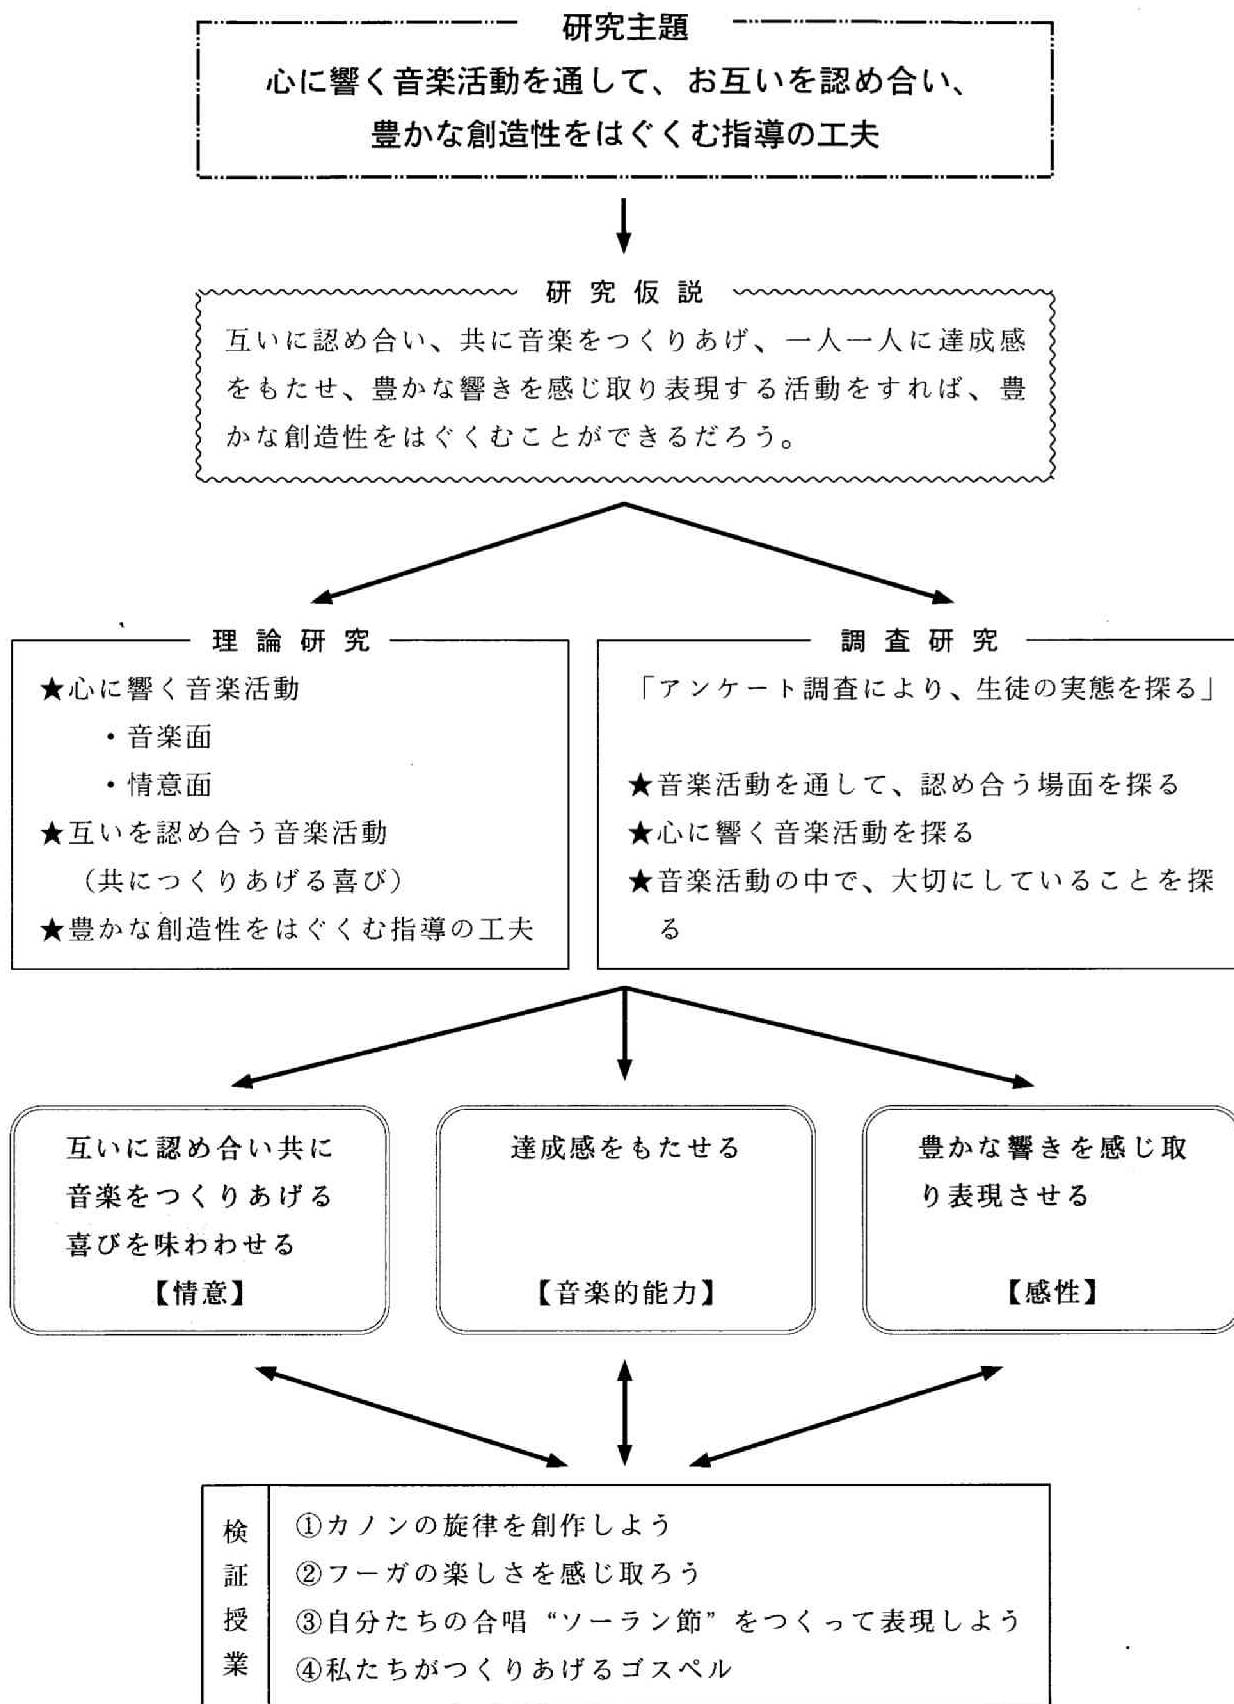 研究主題
心に響く音楽活動を通して、お互いを認め合い、
豊かな創造性をはぐくむ指導の工夫
研究仮説
互いに認め合い、共に音楽をつくりあげ、一人一人に達成感
をもたせ、豊かな響きを感じ取り表現する活動をすれば、豊
かな創造性をはぐくむことができるだろう。
理論研究
★心に響く音楽活動
・音楽面
・情意面
★互いを認め合う音楽活動
（共につくりあげる喜び）
★豊かな創造性をはぐくむ指導の工夫
調査研究
「アンケート調査により、生徒の実態を探る」
★音楽活動を通して、認め合う場面を探る
★心に響く音楽活動を探る
★音楽活動の中で、大切にしていることを探
る
互いに認め合い共に
音楽をつくりあげる
喜びを味わわせる
【情意】
達成感をもたせる
【音楽的能力】
豊かな響きを感じ取
り表現させる
【感性】
検証授業
①カノンの旋律を創作しよう
②フーガの楽しさを感じ取ろう
③自分たちの合唱“ソーラン節”をつくって表現しよう
④私たちがつくりあげるゴスペル